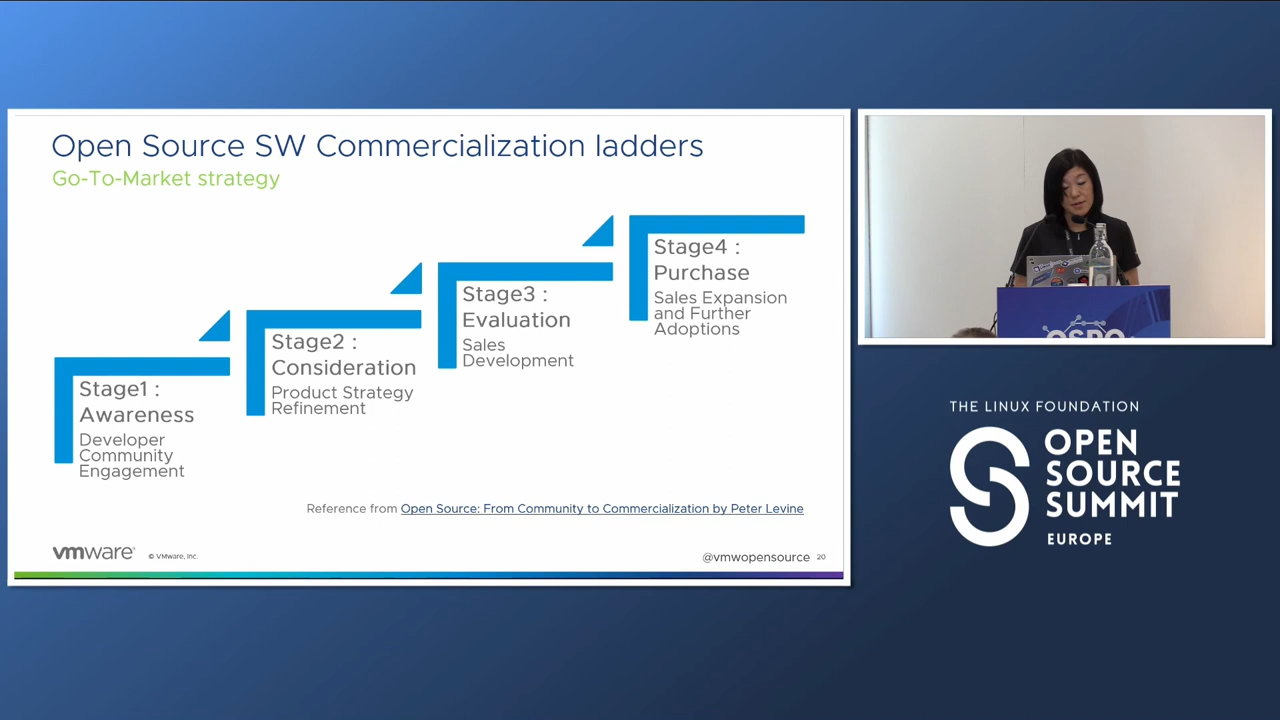 Open Source SW Commercialization ladders
Go-To-Market strategy
Stage1 :
Awareness
Developer
Community
Engagement
Stage2 :
Consideration
Product Strategy
Refinement
Stage3 :
Evaluation
Sales
Development
Stage4 :
Purchase
Sales Expansion
and Further
Adoptions
Reference from Open Source: From Community to Commercialization by Peter Levine
vmware®
© VMware, Inc.
@vmwopensource
20
OSPO
THE LINUX FOUNDATION
OPEN
SOURCE
SUMMIT
EUROPE